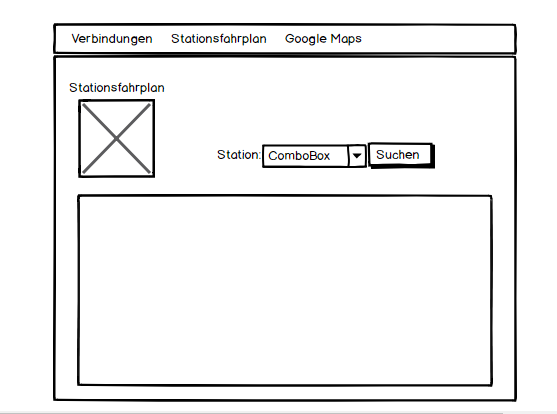 Verbindungen Stationsfahrplan Google Maps
Stationsfahrplan
Station: ComboBox Suchen